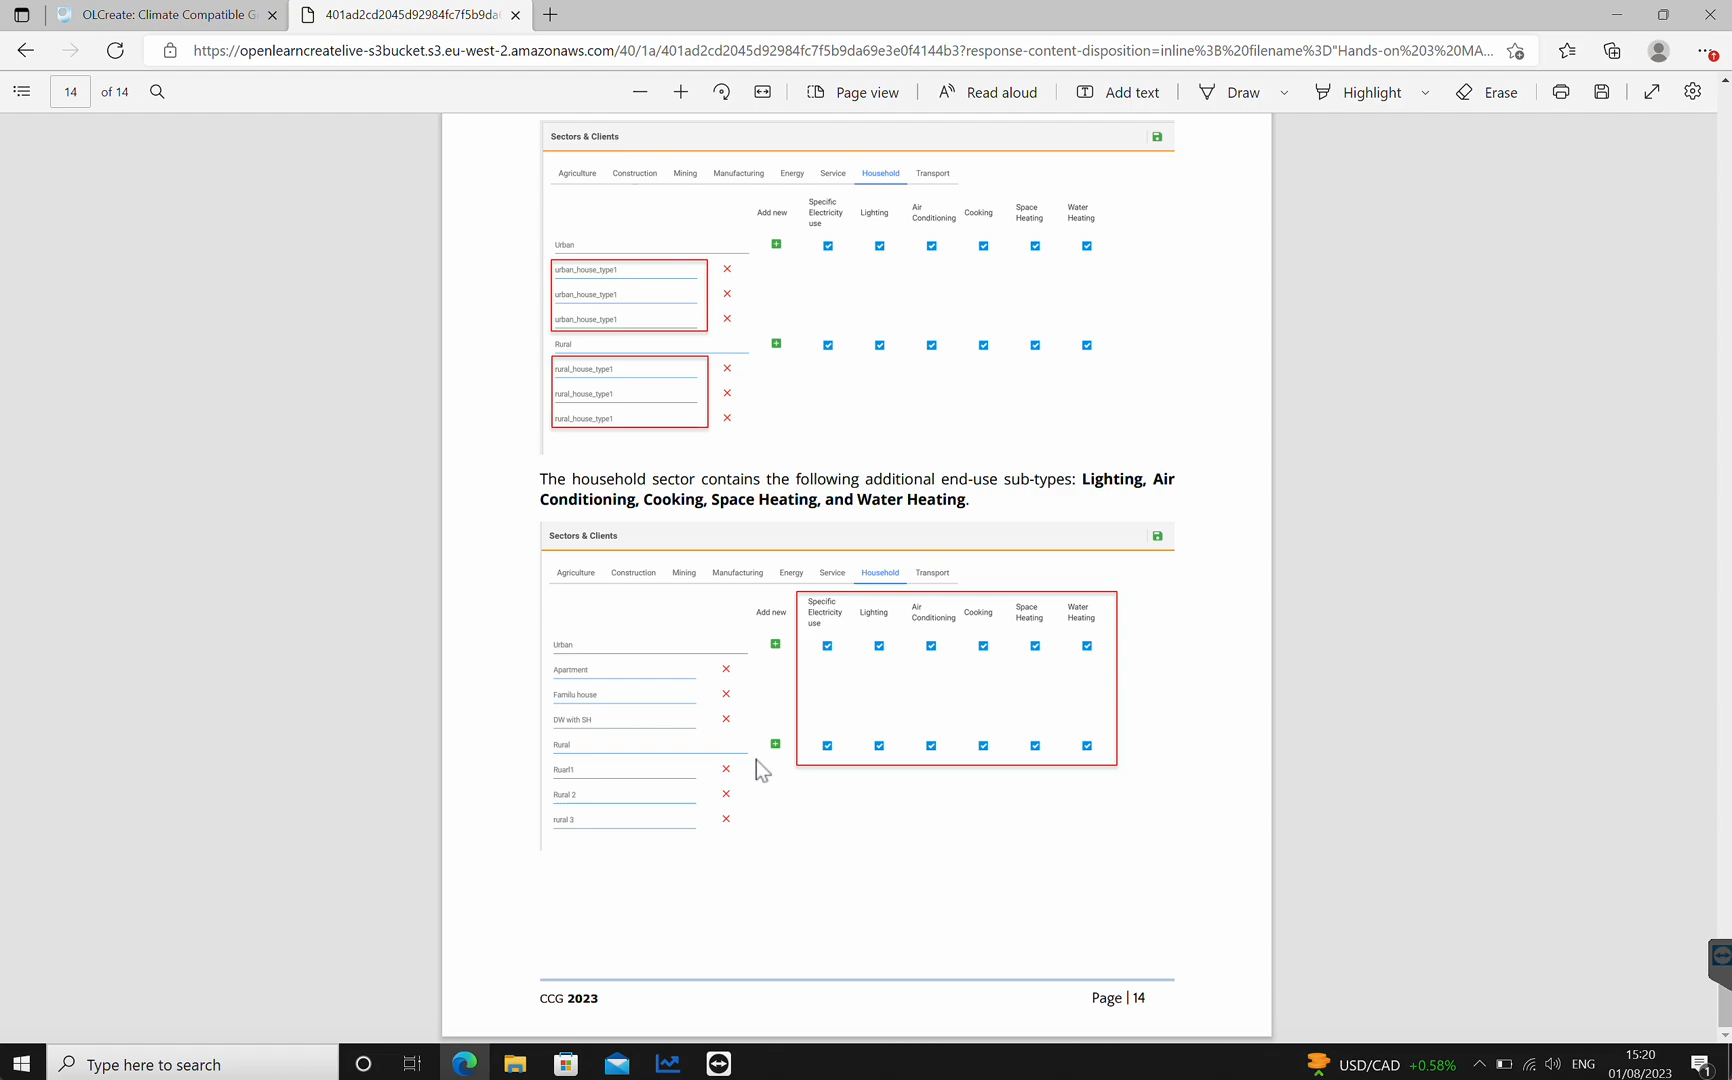 OLCreate: Climate Compatible G
401ad2cd2045d92984fc7f5b9da6
https://openlearncreatelive-s3bucket.s3.eu-west-2.amazonaws.com/40/1a/401ad2cd2045d92984fc7f5b9da69e3e0f4144b3?response-content-disposition=inline%3B%20filename%3D"Hands-on%203%20MA...
14 of 14
Page view
Read aloud
Add text
Draw
Highlight
Erase
Sectors & Clients
Agriculture Construction Mining Manufacturing Energy Service Household Transport
Add new
Specific Electricity use
Lighting
Air Conditioning
Cooking
Space Heating
Water Heating
Urban
urban_house_type1
urban_house_type1
urban_house_type1
Rural
rural_house_type1
rural_house_type1
rural_house_type1
The household sector contains the following additional end-use sub-types: Lighting, Air
Conditioning, Cooking, Space Heating, and Water Heating.
Sectors & Clients
Agriculture Construction Mining Manufacturing Energy Service Household Transport
Add new
Specific Electricity use
Lighting
Air Conditioning
Cooking
Space Heating
Water Heating
Urban
Apartment
Familu house
DW with SH
Rural
Ruarl1
Rural 2
rural 3
CCG 2023
Page | 14
Type here to search
USD/CAD +0.58%
ENG
15:20
01/08/2023
1